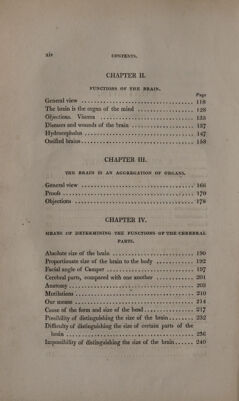 xiv CONTENTS.
CHAPTER II.
FUNCTIONS OF THE BRAIN.
Page
General view 118
The brain is the organ of the mind 128
Objections. Viscera 135
Diseases and wounds of the brain 137
Hydrocephalus 147
Ossified brains 158
CHAPTER III.
THE BRAIN IS AN AGGREGATION OF ORGANS.
General view 166
Proofs 170
Objections 178
CHAPTER IV.
MEANS OF DETERMINING THE FUNCTIONS OF THE CEREBRAL
PARTS.
Absolute size of the brain 190
Proportionate size of the brain to the body 192
Facial angle of Camper 197
Cerebral parts, compared with one another 201
Anatomy 203
Mutilations 210
Our means 214
Cause of the form and size of the head 217
Possibility of distinguishing the size of the brain 232
Difficulty of distinguishing the size of certain parts of the
brain 236
Impossibility of distinguishing the size of the brain 240